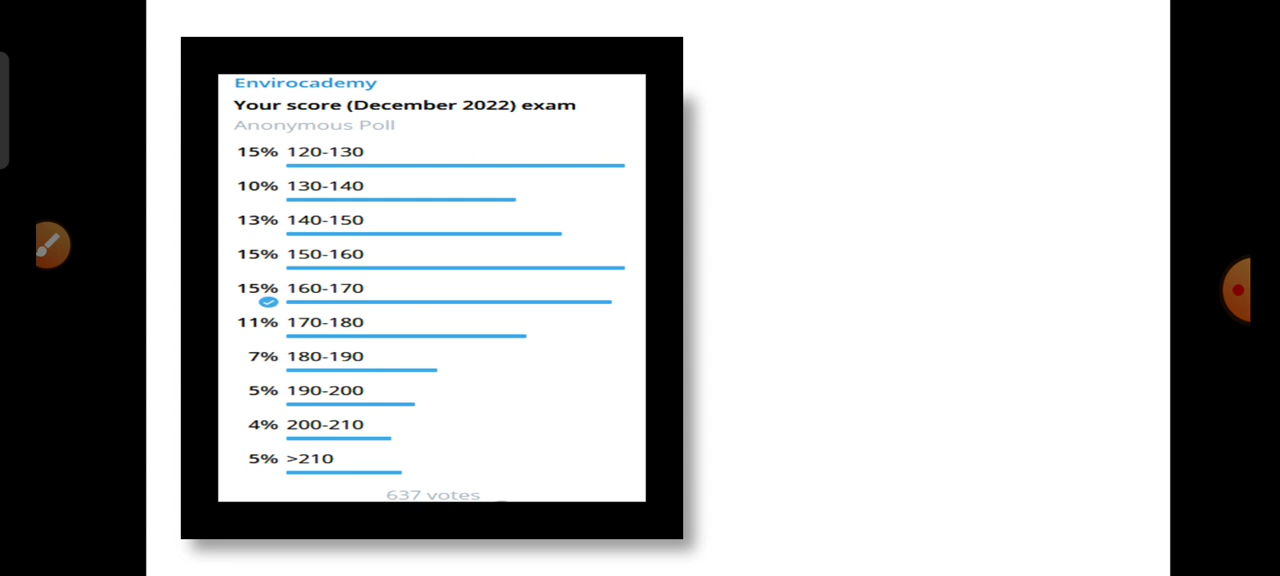 Envirocademy
Your score (December 2022) exam
Anonymous Poll
15% 120-130
10% 130-140
13% 140-150
15% 150-160
15% 160-170
11% 170-180
7% 180-190
5% 190-200
4% 200-210
5% >210
637 votes